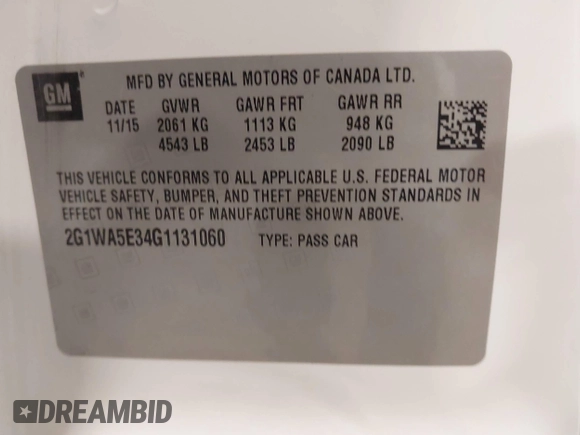 GM
MFD BY GENERAL MOTORS OF CANADA LTD.
DATE GVWR GAWR FRT GAWR RR
11/15 2061 KG 1113 KG 948 KG
4543 LB 2453 LB 2090 LB
THIS VEHICLE CONFORMS TO ALL APPLICABLE U.S. FEDERAL MOTOR
VEHICLE SAFETY, BUMPER, AND THEFT PREVENTION STANDARDS IN
EFFECT ON THE DATE OF MANUFACTURE SHOWN ABOVE.
2G1WA5E34G1131060 TYPE: PASS CAR
DREAMBID